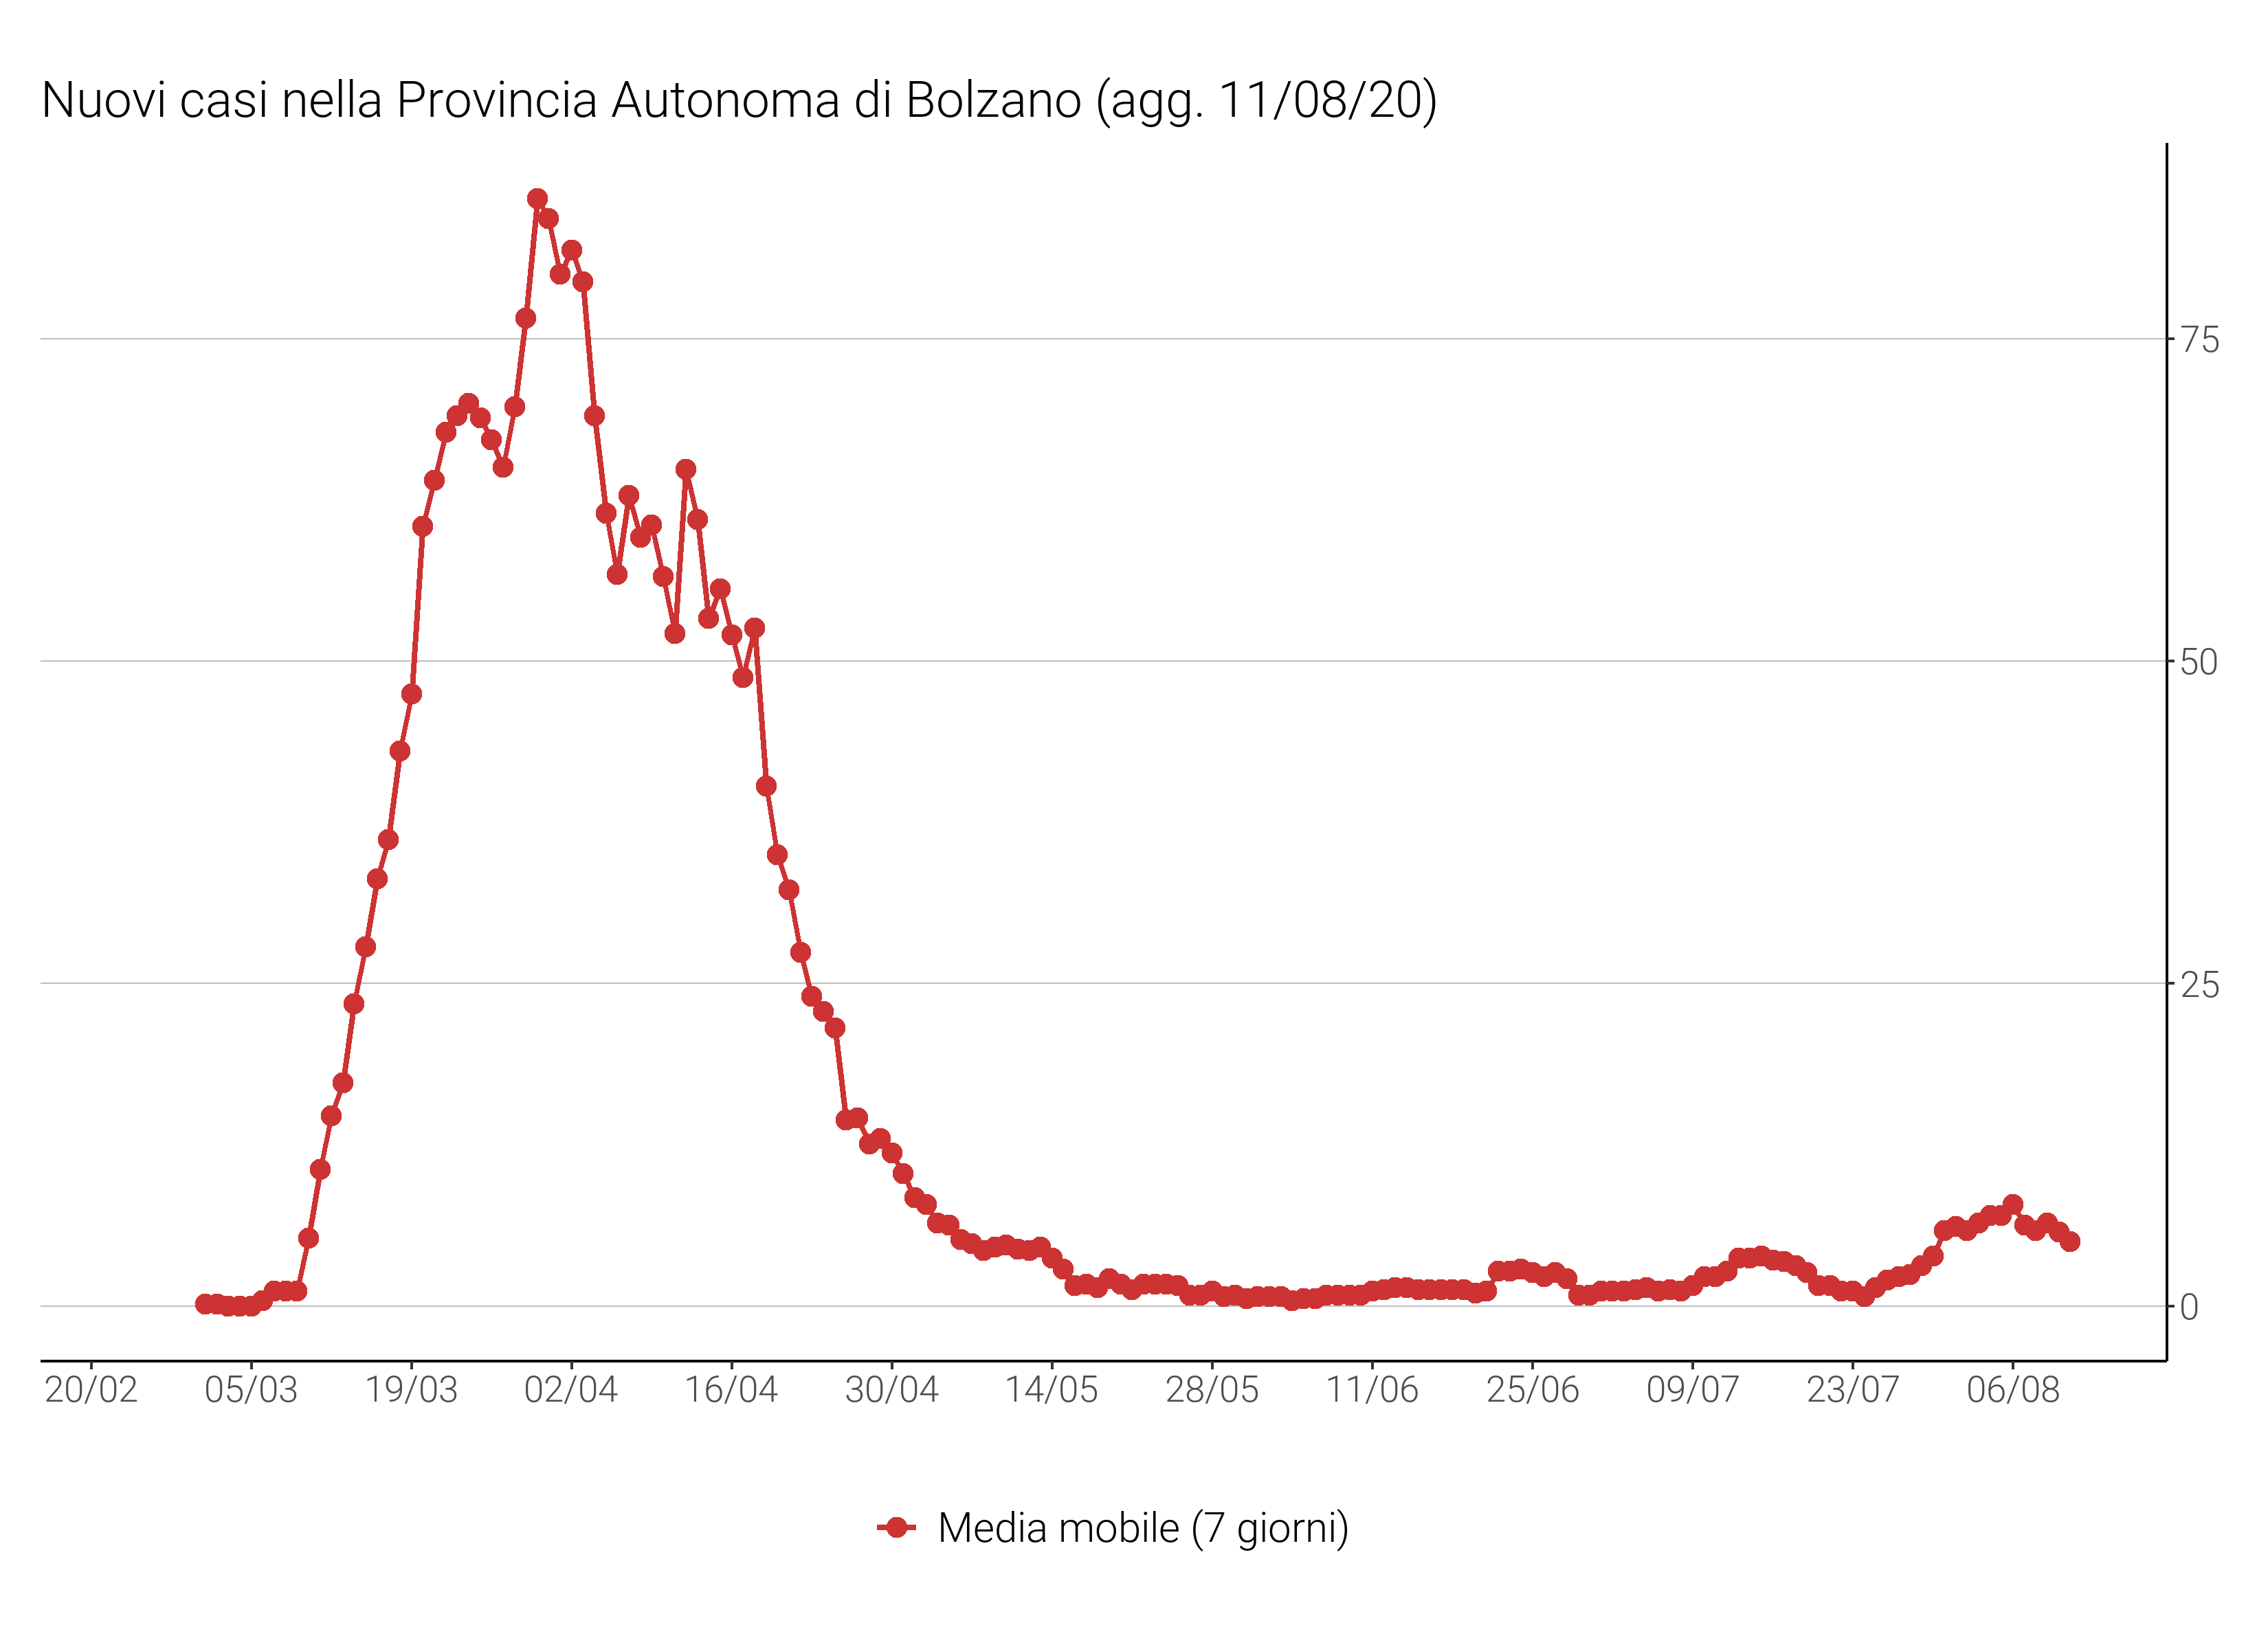 Nuovi casi nella Provincia Autonoma di Bolzano (agg. 11/08/20)
75
50
25
0
20/02 05/03 19/03 02/04 16/04 30/04 14/05 28/05 11/06 25/06 09/07 23/07 06/08
Media mobile (7 giorni)